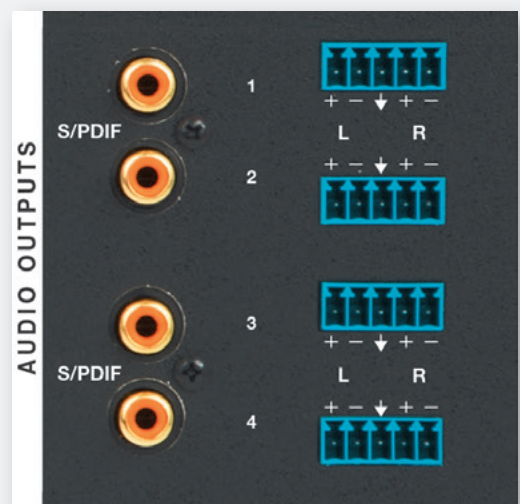 AUDIO OUTPUTS
1
+ − ↓ + −
S/PDIF
L R
2
+ − ↓ + −
3
+ − ↓ + −
S/PDIF
L R
+ − ↓ + −
4